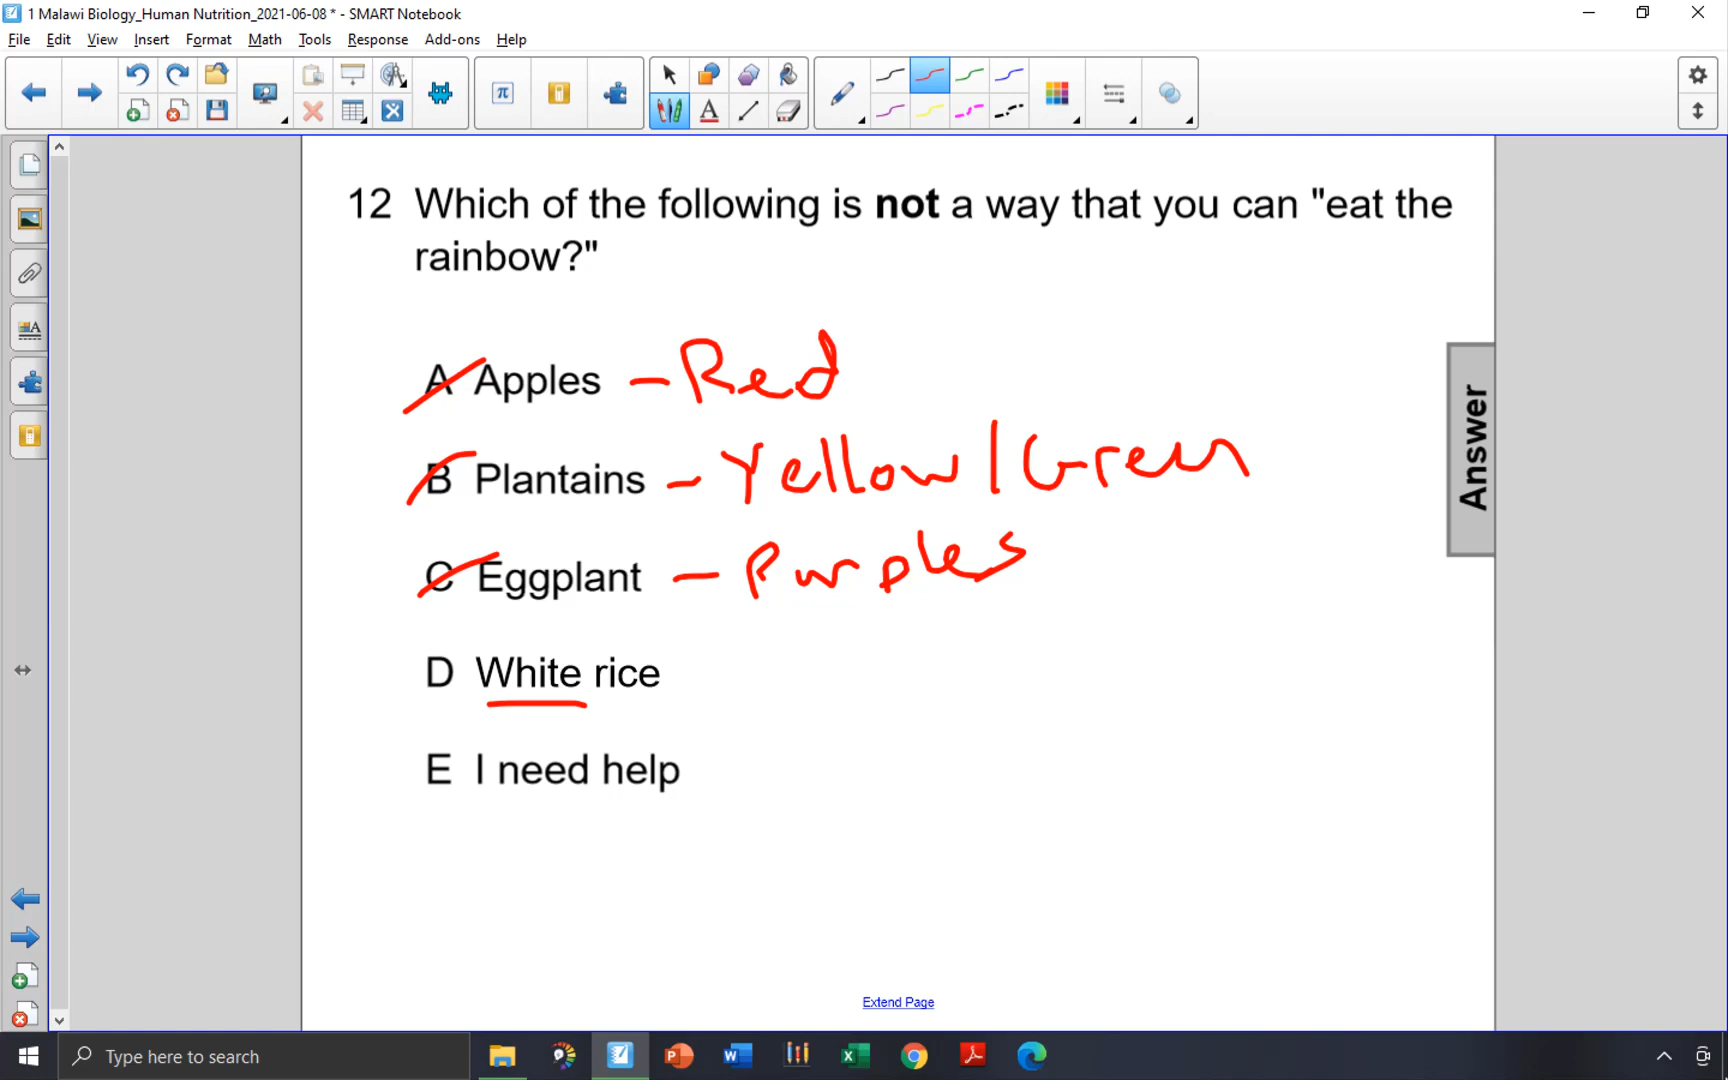 1 Malawi Biology_Human Nutrition_2021-06-08 * - SMART Notebook
File Edit View Insert Format Math Tools Response Add-ons Help
12 Which of the following is not a way that you can "eat the
rainbow?"
A Apples - Red
B Plantains - Yellow/Green
C Eggplant - Purples
D White rice
E I need help
Answer
Extend Page
Type here to search